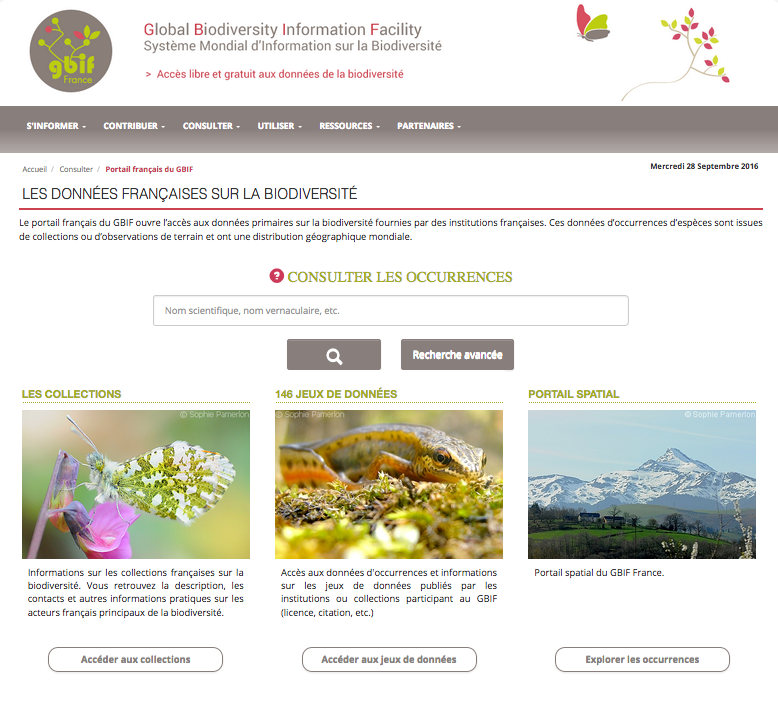 gbif
France
Global Biodiversity Information Facility
Système Mondial d'Information sur la Biodiversité
> Accès libre et gratuit aux données de la biodiversité
S'INFORMER
CONTRIBUER
CONSULTER
UTILISER
RESSOURCES
PARTENAIRES
Accueil / Consulter / Portail français du GBIF
Mercredi 28 Septembre 2016
LES DONNÉES FRANÇAISES SUR LA BIODIVERSITÉ
Le portail français du GBIF ouvre l'accès aux données primaires sur la biodiversité fournies par des institutions françaises. Ces données d'occurrences d'espèces sont issues
de collections ou d'observations de terrain et ont une distribution géographique mondiale.
? CONSULTER LES OCCURRENCES
Nom scientifique, nom vernaculaire, etc.
Recherche avancée
LES COLLECTIONS
© Sophie Pamerlon
Informations sur les collections françaises sur la
biodiversité. Vous retrouvez la description, les
contacts et autres informations pratiques sur les
acteurs français principaux de la biodiversité.
Accéder aux collections
146 JEUX DE DONNÉES
© Sophie Pamerlon
Accès aux données d'occurrences et informations
sur les jeux de données publiés par les
institutions ou collections participant au GBIF
(licence, citation, etc.)
Accéder aux jeux de données
PORTAIL SPATIAL
© Sophie Pamerlon
Portail spatial du GBIF France.
Explorer les occurrences